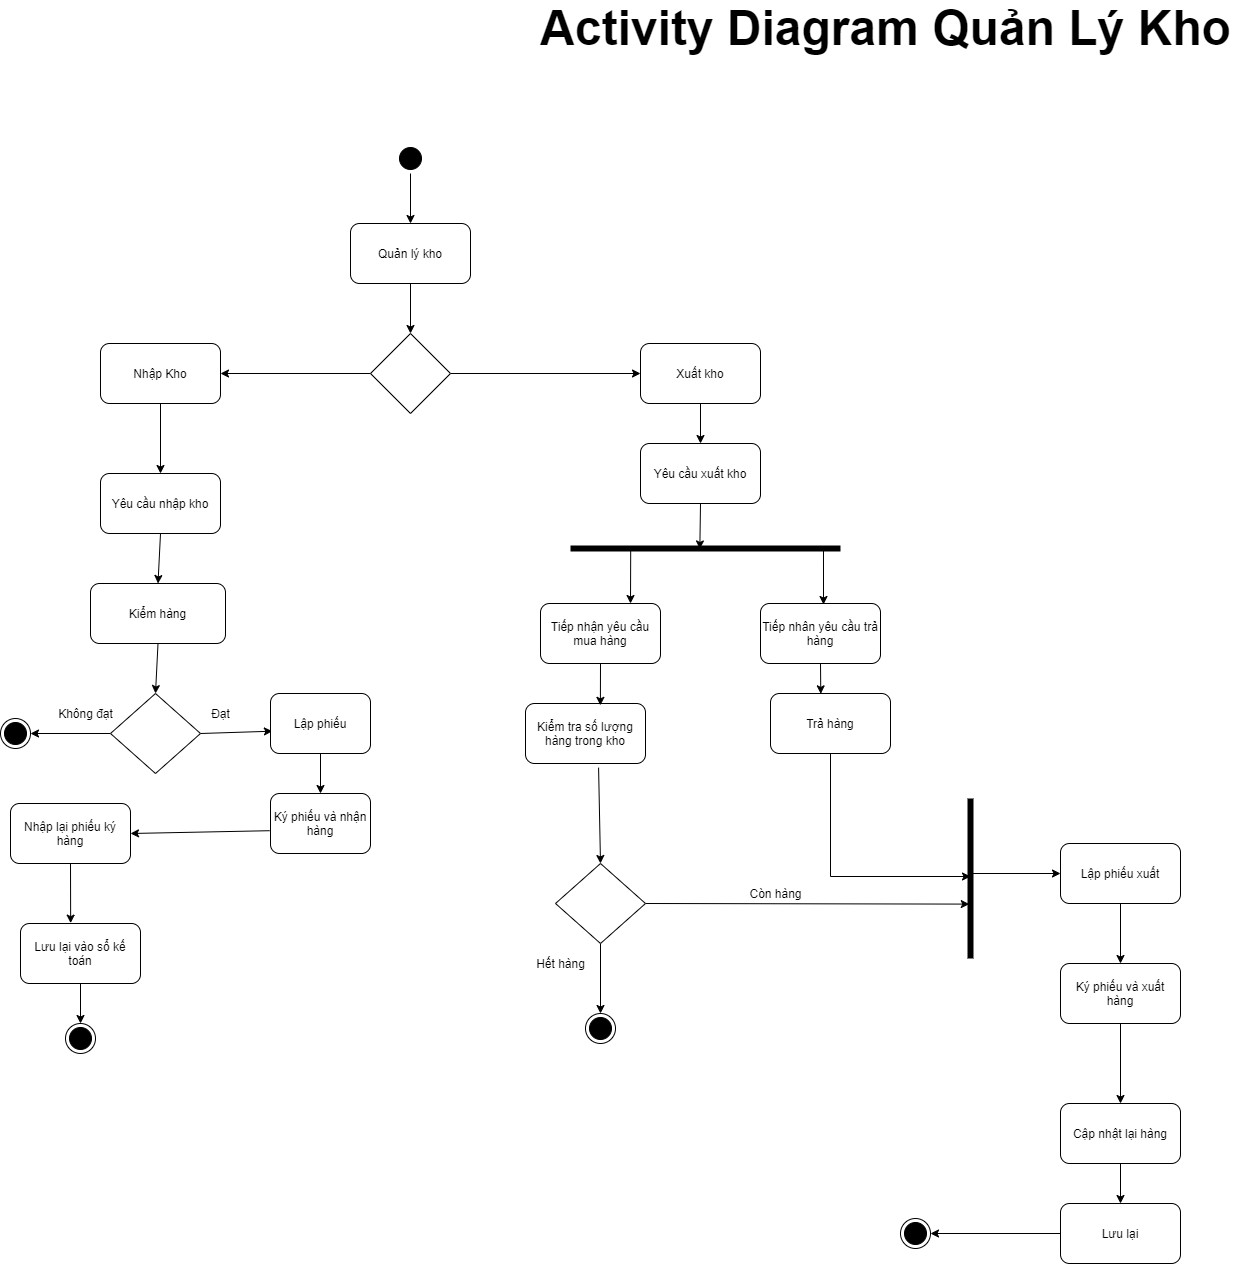 Activity Diagram Quản Lý Kho
Quản lý kho
Nhập Kho
Xuất kho
Yêu cầu nhập kho
Yêu cầu xuất kho
Kiểm hàng
Tiếp nhận yêu cầu
mua hàng
Tiếp nhân yêu cầu trả
hàng
Không đạt
Đạt
Lập phiếu
Kiểm tra số lượng
hàng trong kho
Trả hàng
Ký phiếu và nhận
hàng
Nhập lại phiếu ký
hàng
Lập phiếu xuất
Còn hàng
Lưu lại vào sổ kế
toán
Hết hàng
Ký phiếu và xuất
hàng
Cập nhật lại hàng
Lưu lại